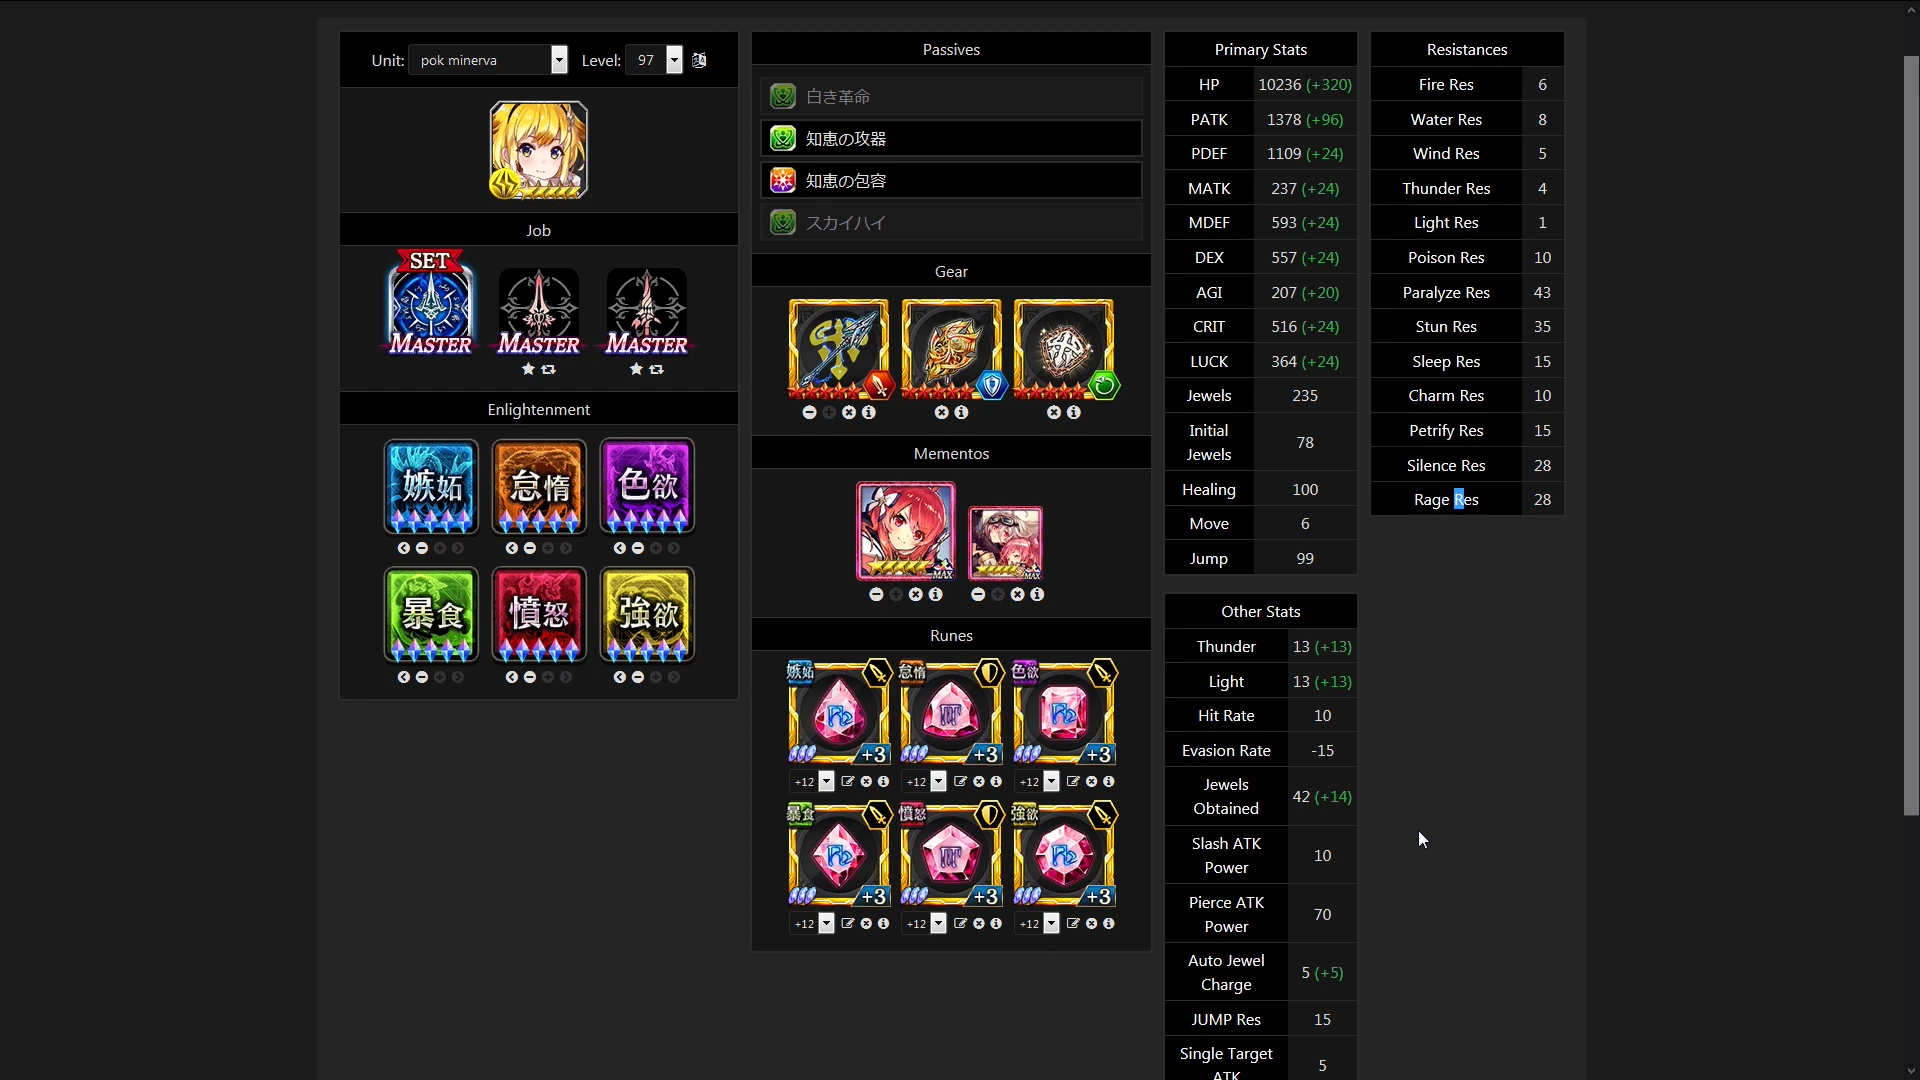 Unit: pok minerva Level: 97
Job
SET
MASTER MASTER MASTER
Enlightenment
嫉妬 怠惰 色欲
暴食 憤怒 強欲
Passives
白き革命
知恵の攻器
知恵の包容
スカイハイ
Gear
Mementos
MAX MAX
Runes
嫉妬 怠惰 色欲
+3 +3 +3
+12 +12 +12
暴食 憤怒 強欲
+3 +3 +3
+12 +12 +12
Primary Stats
HP 10236 (+320)
PATK 1378 (+96)
PDEF 1109 (+24)
MATK 237 (+24)
MDEF 593 (+24)
DEX 557 (+24)
AGI 207 (+20)
CRIT 516 (+24)
LUCK 364 (+24)
Jewels 235
Initial
Jewels 78
Healing 100
Move 6
Jump 99
Other Stats
Thunder 13 (+13)
Light 13 (+13)
Hit Rate 10
Evasion Rate -15
Jewels
Obtained 42 (+14)
Slash ATK
Power 10
Pierce ATK
Power 70
Auto Jewel
Charge 5 (+5)
JUMP Res 15
Single Target
ATK 5
Resistances
Fire Res 6
Water Res 8
Wind Res 5
Thunder Res 4
Light Res 1
Poison Res 10
Paralyze Res 43
Stun Res 35
Sleep Res 15
Charm Res 10
Petrify Res 15
Silence Res 28
Rage Res 28